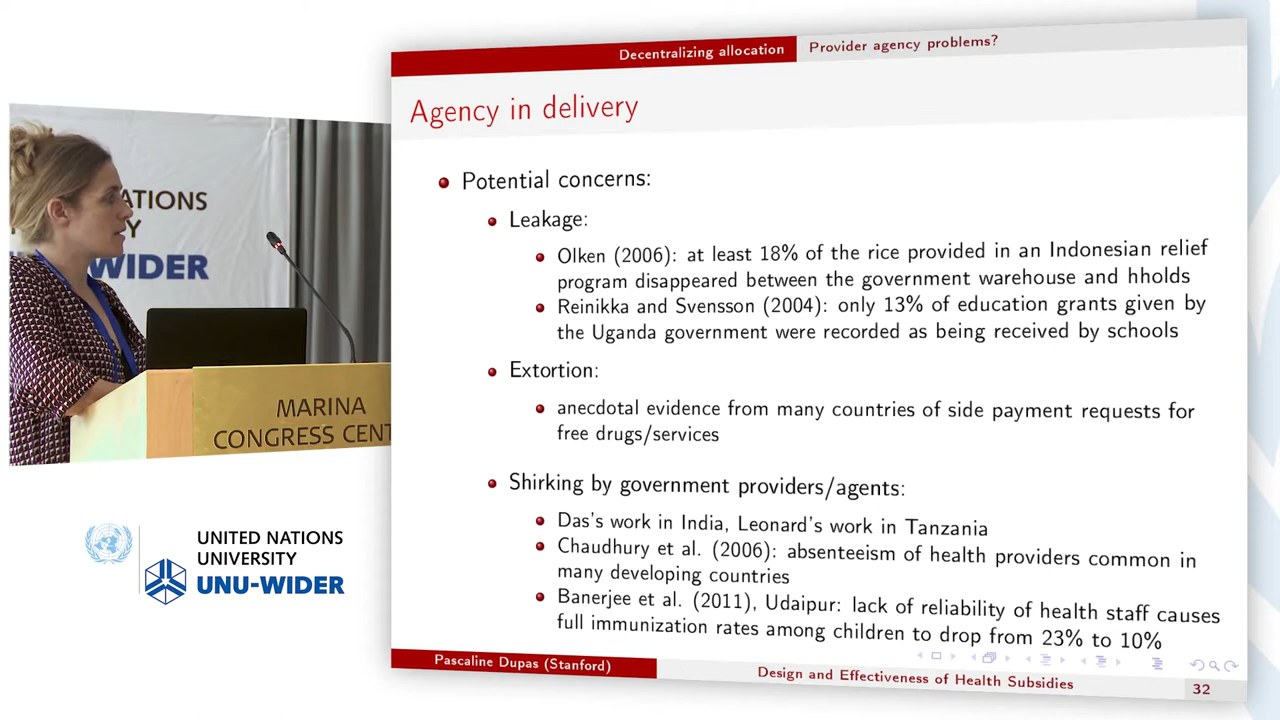 ATIONS
Y
WIDER
MARINA
CONGRESS CENT
UNITED NATIONS
UNIVERSITY
UNU-WIDER
Decentralizing allocation
Provider agency problems?
Agency in delivery
Potential concerns:
Leakage:
Olken (2006): at least 18% of the rice provided in an Indonesian relief
program disappeared between the government warehouse and hholds
Reinikka and Svensson (2004): only 13% of education grants given by
the Uganda government were recorded as being received by schools
Extortion:
anecdotal evidence from many countries of side payment requests for
free drugs/services
Shirking by government providers/agents:
Das's work in India, Leonard's work in Tanzania
Chaudhury et al. (2006): absenteeism of health providers common in
many developing countries
Banerjee et al. (2011), Udaipur: lack of reliability of health staff causes
full immunization rates among children to drop from 23% to 10%
Pascaline Dupas (Stanford)
Design and Effectiveness of Health Subsidies
32